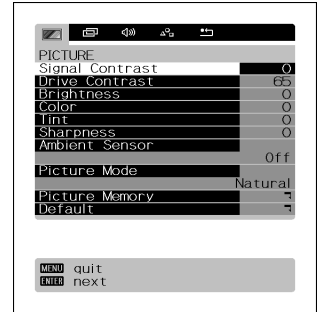 PICTURE
Signal Contrast 0
Drive Contrast 65
Brightness 0
Color 0
Tint 0
Sharpness 0
Ambient Sensor
Off
Picture Mode
Natural
Picture Memory
Default
MENU quit
ENTER next